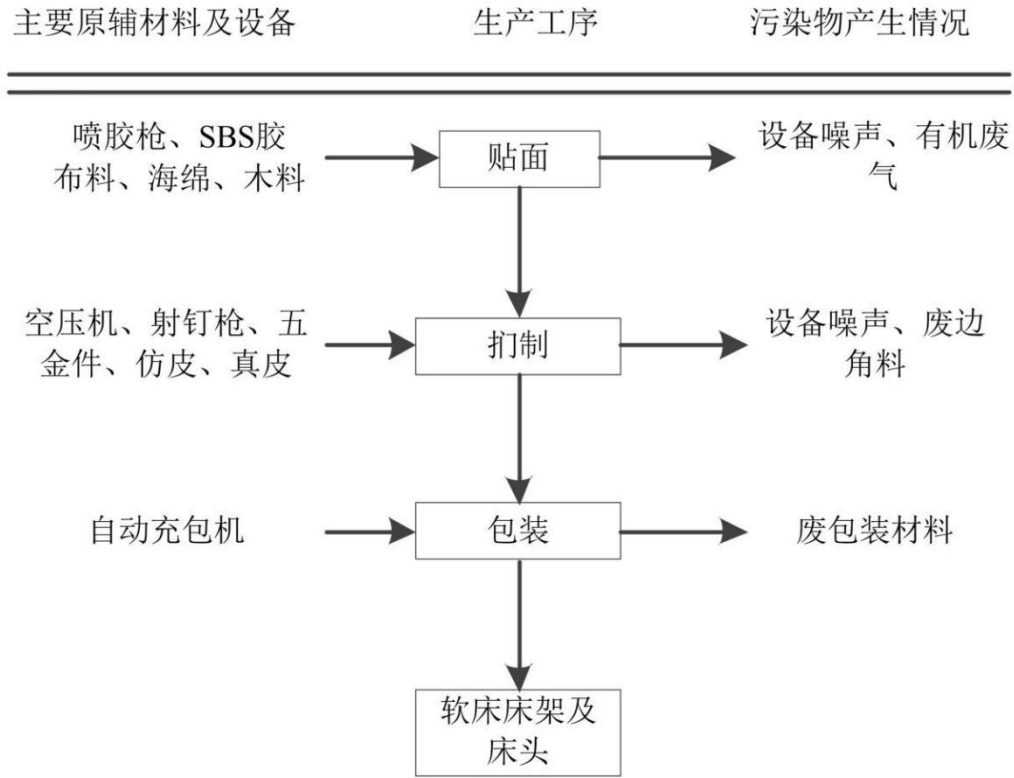 主要原辅材料及设备 生产工序 污染物产生情况
喷胶枪、SBS胶
布料、海绵、木料
贴面
设备噪声、有机废
气
空压机、射钉枪、五
金件、仿皮、真皮
扪制
设备噪声、废边
角料
自动充包机
包装
废包装材料
软床床架及
床头